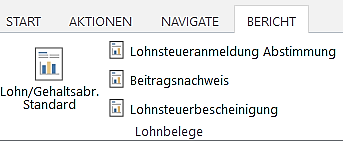 START AKTIONEN NAVIGATE BERICHT
Lohn/Gehaltsabr.
Standard
Lohnsteueranmeldung Abstimmung
Beitragsnachweis
Lohnsteuerbescheinigung
Lohnbelege